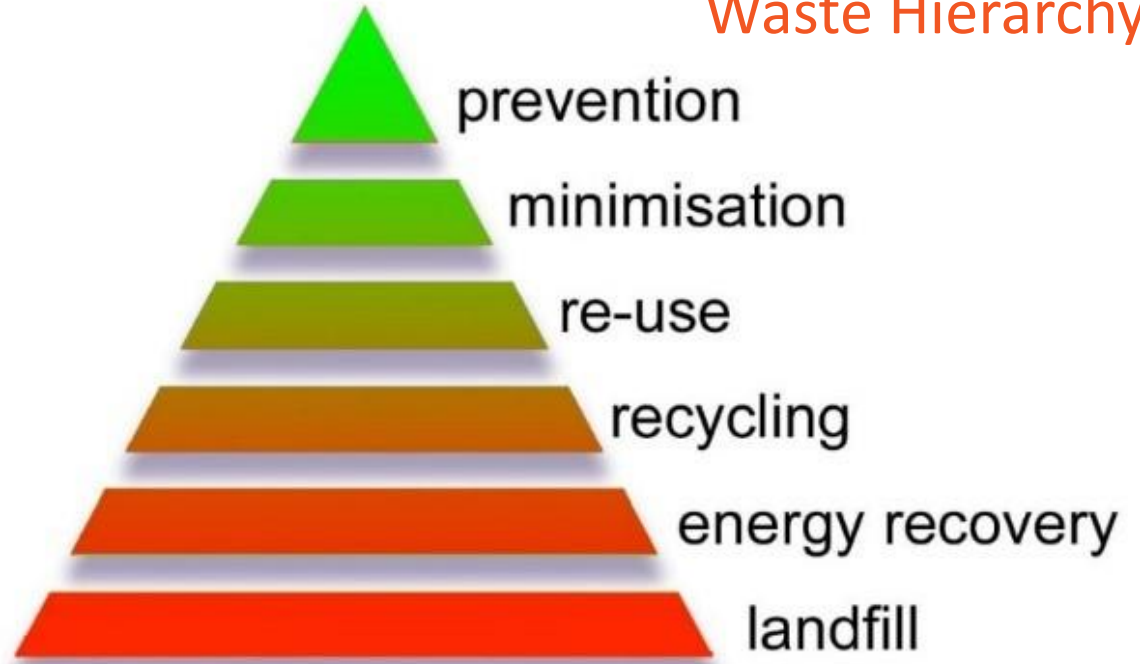 Waste Hierarchy
prevention
minimisation
re-use
recycling
energy recovery
landfill